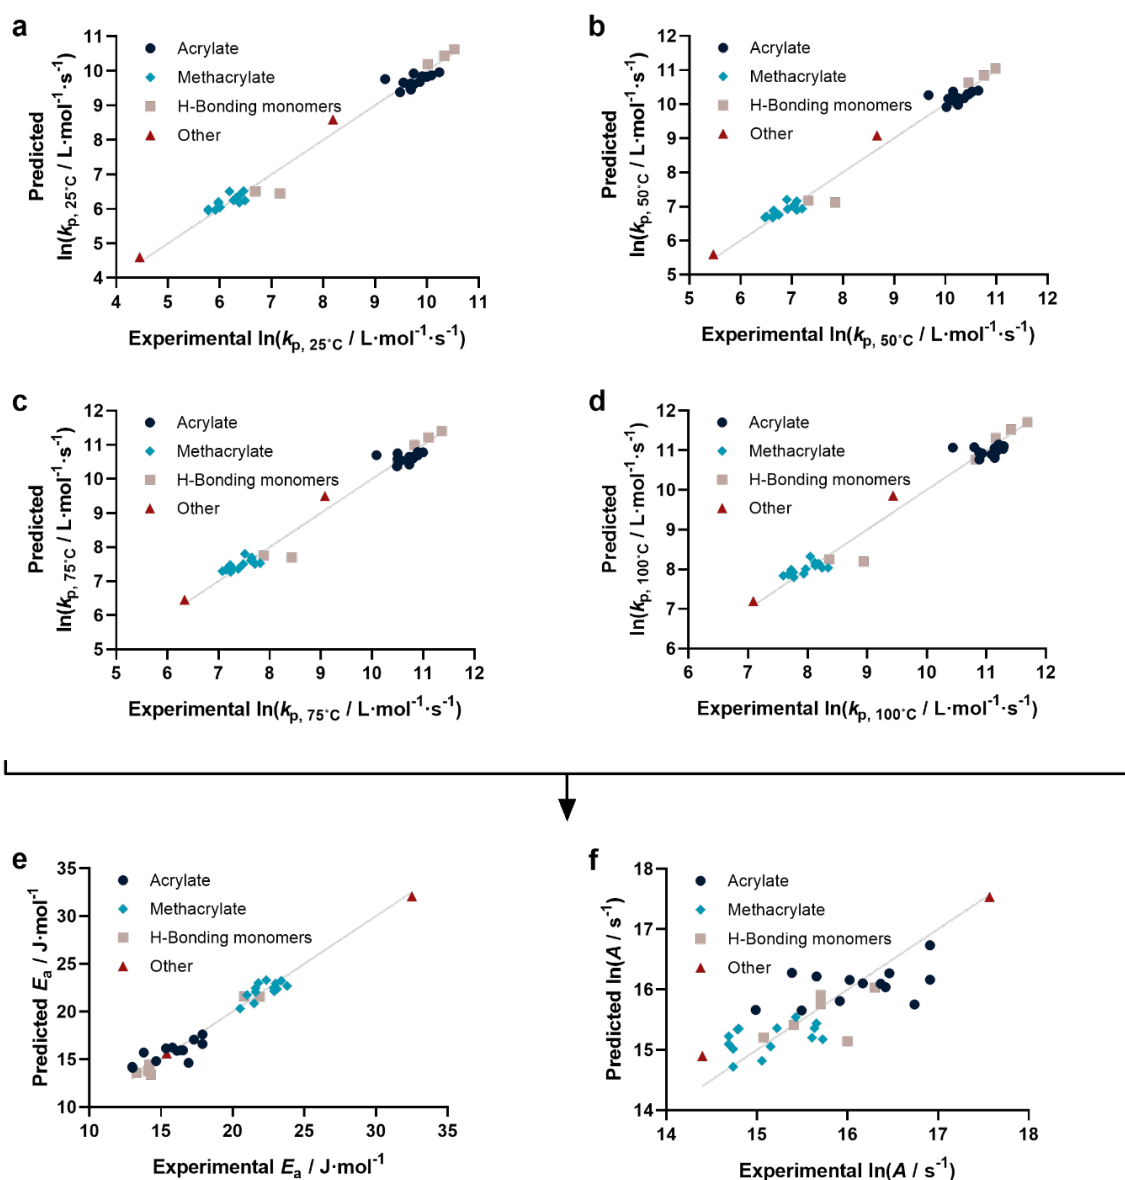 a
Acrylate
Methacrylate
H-Bonding monomers
Other
Predicted
ln(kp, 25°C / L·mol⁻¹·s⁻¹)
11
10
9
8
7
6
5
4
4 5 6 7 8 9 10 11
Experimental ln(kp, 25°C / L·mol⁻¹·s⁻¹)
b
Acrylate
Methacrylate
H-Bonding monomers
Other
Predicted
ln(kp, 50°C / L·mol⁻¹·s⁻¹)
12
11
10
9
8
7
6
5
5 6 7 8 9 10 11 12
Experimental ln(kp, 50°C / L·mol⁻¹·s⁻¹)
c
Acrylate
Methacrylate
H-Bonding monomers
Other
Predicted
ln(kp, 75°C / L·mol⁻¹·s⁻¹)
12
11
10
9
8
7
6
5
5 6 7 8 9 10 11 12
Experimental ln(kp, 75°C / L·mol⁻¹·s⁻¹)
d
Acrylate
Methacrylate
H-Bonding monomers
Other
Predicted
ln(kp, 100°C / L·mol⁻¹·s⁻¹)
12
11
10
9
8
7
6
6 7 8 9 10 11 12
Experimental ln(kp, 100°C / L·mol⁻¹·s⁻¹)
e
Acrylate
Methacrylate
H-Bonding monomers
Other
Predicted Ea / J·mol⁻¹
35
30
25
20
15
10
10 15 20 25 30 35
Experimental Ea / J·mol⁻¹
f
Acrylate
Methacrylate
H-Bonding monomers
Other
Predicted ln(A / s⁻¹)
18
17
16
15
14
14 15 16 17 18
Experimental ln(A / s⁻¹)